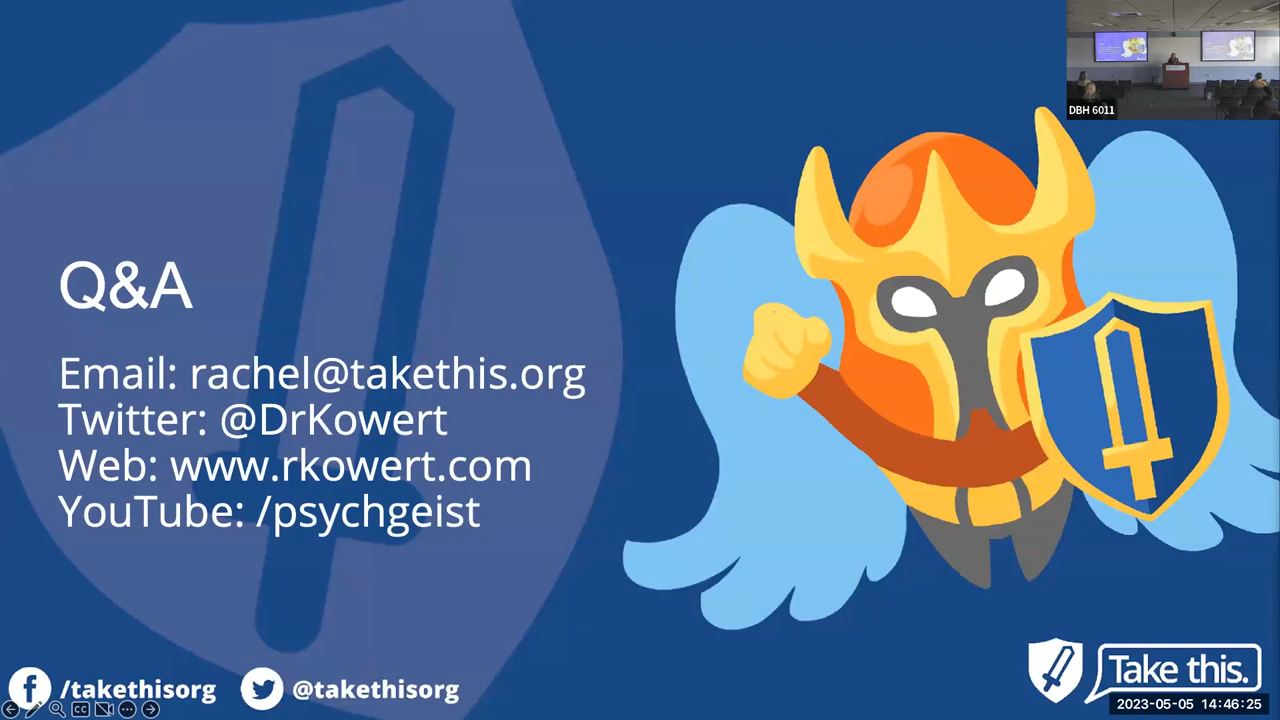 DBH 6011
Q&A
Email: rachel@takethis.org
Twitter: @DrKowert
Web: www.rkowert.com
YouTube: /psychgeist
/takethisorg
@takethisorg
Take this.
2023-05-05 14:46:25